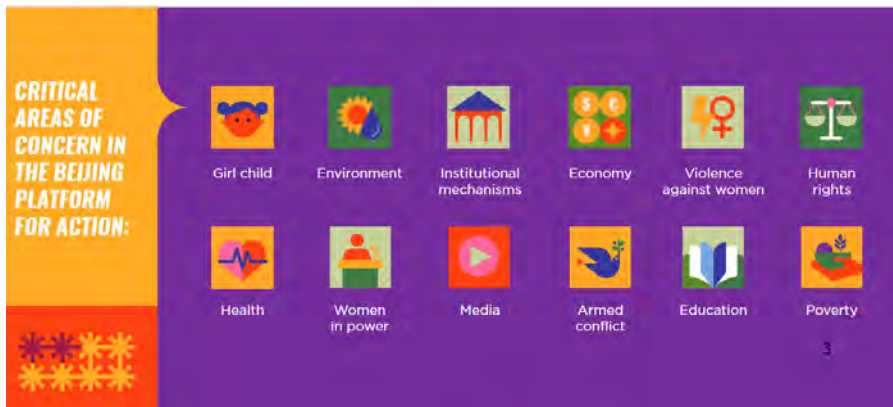 CRITICAL
AREAS OF
CONCERN IN
THE BEIJING
PLATFORM
FOR ACTION:
Girl child
Environment
Institutional
mechanisms
Economy
Violence
against women
Human
rights
Health
Women
in power
Media
Armed
conflict
Education
Poverty
3